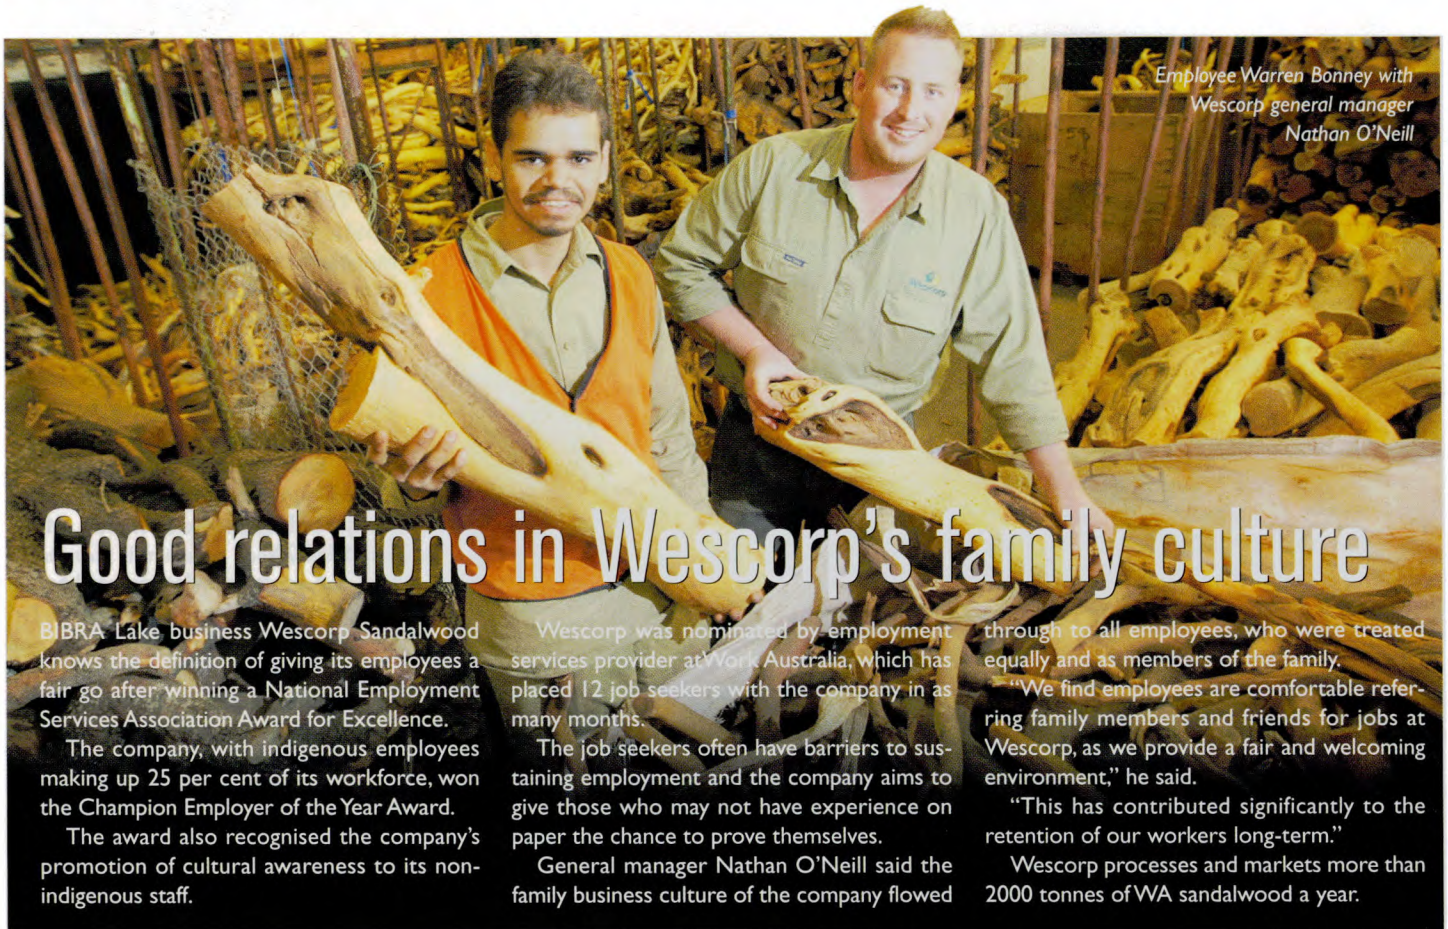 Employee Warren Bonney with
Wescorp general manager
Nathan O'Neill
Good relations in Wescorp's family culture
BIBRA Lake business Wescorp Sandalwood
knows the definition of giving its employees a
fair go after winning a National Employment
Services Association Award for Excellence.
The company, with indigenous employees
making up 25 per cent of its workforce, won
the Champion Employer of the Year Award.
The award also recognised the company's
promotion of cultural awareness to its non-
indigenous staff.
Wescorp was nominated by employment
services provider atWork Australia, which has
placed 12 job seekers with the company in as
many months.
The job seekers often have barriers to sus-
taining employment and the company aims to
give those who may not have experience on
paper the chance to prove themselves.
General manager Nathan O'Neill said the
family business culture of the company flowed
through to all employees, who were treated
equally and as members of the family.
"We find employees are comfortable refer-
ring family members and friends for jobs at
Wescorp, as we provide a fair and welcoming
environment," he said.
"This has contributed significantly to the
retention of our workers long-term."
Wescorp processes and markets more than
2000 tonnes of WA sandalwood a year.